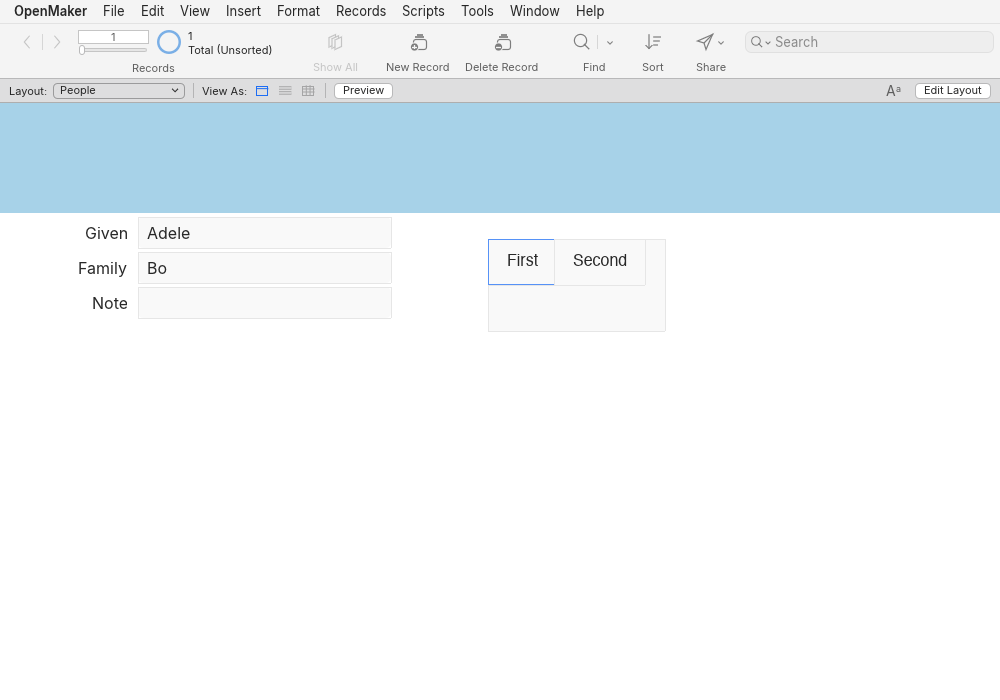 OpenMaker File Edit View Insert Format Records Scripts Tools Window Help
1
1
Total (Unsorted)
Records
Show All
New Record
Delete Record
Find
Sort
Share
Search
Layout: People View As: Preview Aa Edit Layout
Given Adele
Family Bo
Note
First Second